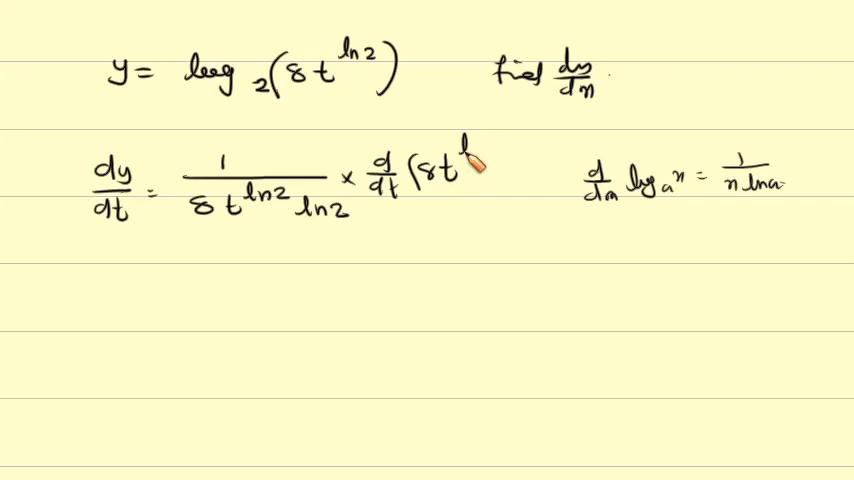 y = log₂(8t^ln2) find dy/dx
dy/dt = 1/(8t^ln2 ln2) × d/dt (8t^l d/dx logₐx = 1/(x lna)